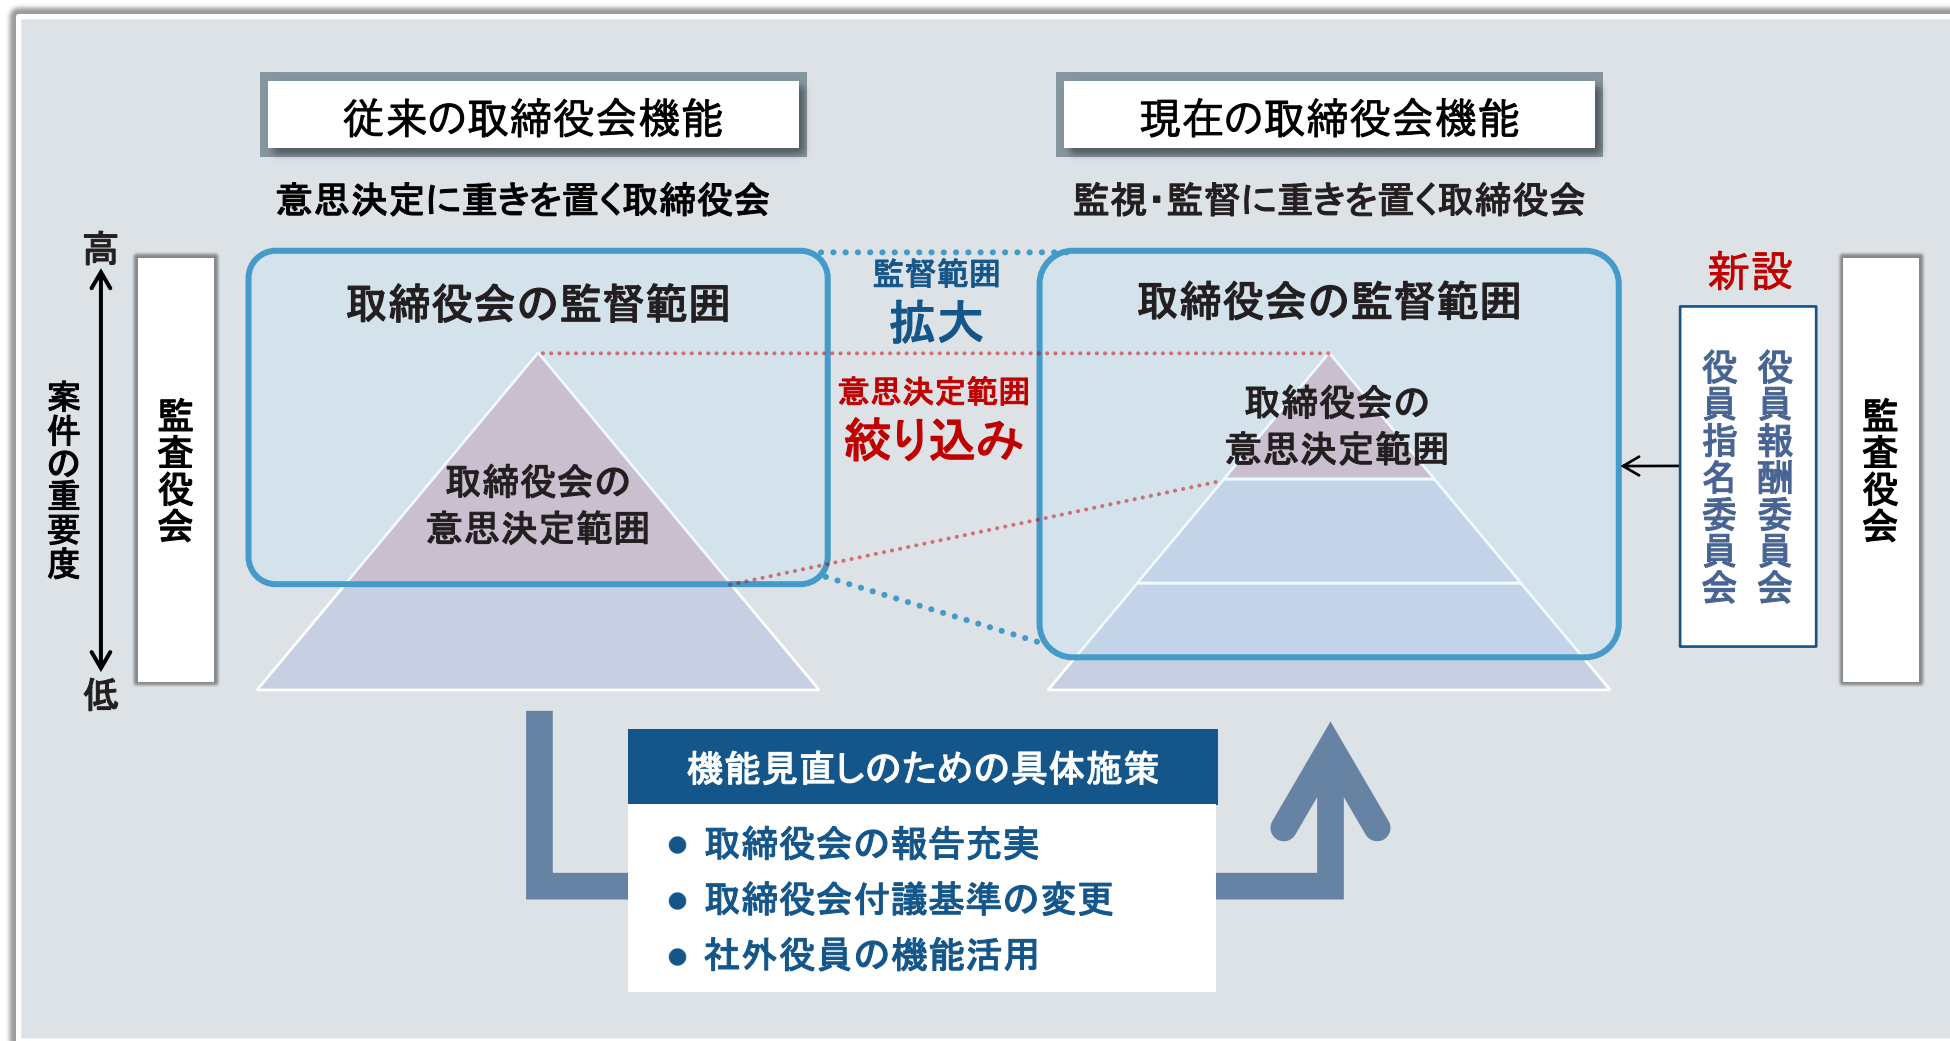 従来の取締役会機能
意思決定に重きを置く取締役会
高
案件の重要度
低
監査役会
取締役会の監督範囲
取締役会の
意思決定範囲
監督範囲
拡大
意思決定範囲
絞り込み
現在の取締役会機能
監視・監督に重きを置く取締役会
取締役会の監督範囲
取締役会の
意思決定範囲
新設
役員報酬委員会
役員指名委員会
監査役会
機能見直しのための具体施策
● 取締役会の報告充実
● 取締役会付議基準の変更
● 社外役員の機能活用